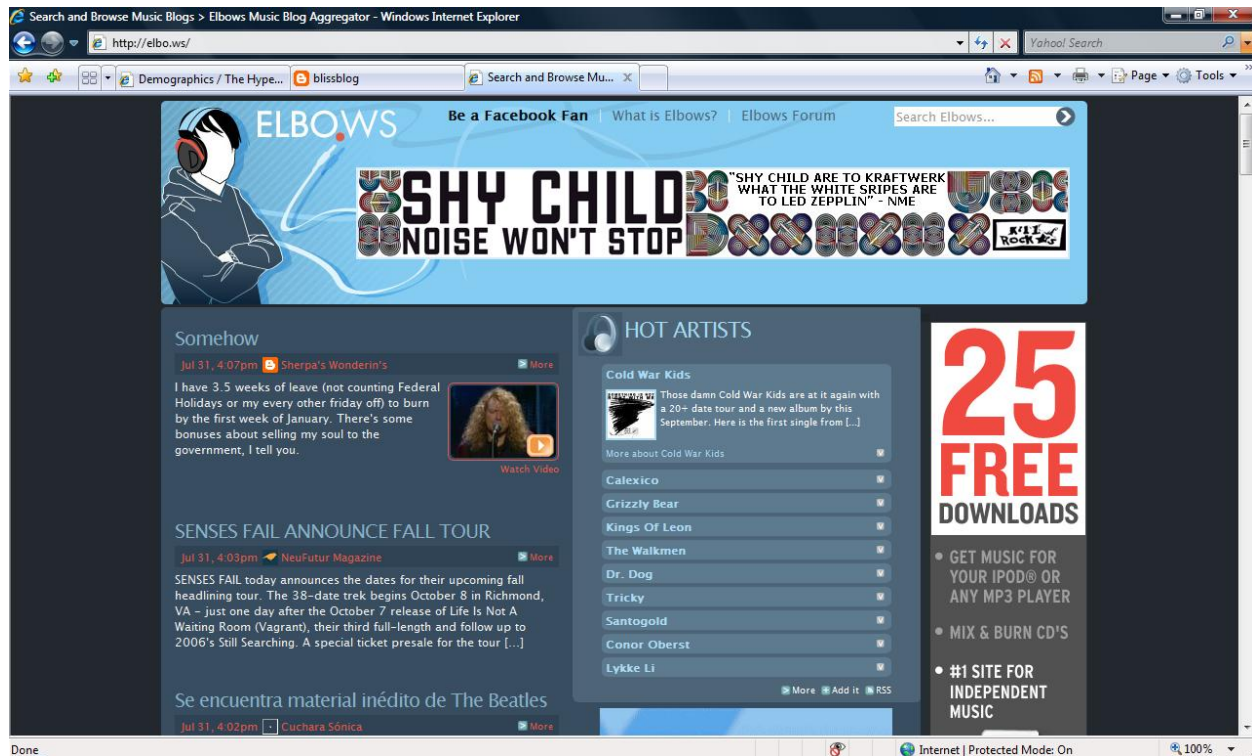 Search and Browse Music Blogs > Elbows Music Blog Aggregator - Windows Internet Explorer
http://elbo.ws/
Yahoo! Search
Demographics / The Hype...
blissblog
Search and Browse Mu...
Page
Tools
ELBO.WS
Be a Facebook Fan | What is Elbows? | Elbows Forum
Search Elbows...
SHY CHILD
NOISE WON'T STOP
"SHY CHILD ARE TO KRAFTWERK
WHAT THE WHITE SRIPES ARE
TO LED ZEPPLIN" - NME
KILL
ROCK
Somehow
Jul 31, 4:07pm Sherpa's Wonderin's More
I have 3.5 weeks of leave (not counting Federal
Holidays or my every other friday off) to burn
by the first week of January. There's some
bonuses about selling my soul to the
government, I tell you.
Watch Video
SENSES FAIL ANNOUNCE FALL TOUR
Jul 31, 4:03pm NeuFutur Magazine More
SENSES FAIL today announces the dates for their upcoming fall
headlining tour. The 38-date trek begins October 8 in Richmond,
VA – just one day after the October 7 release of Life Is Not A
Waiting Room (Vagrant), their third full-length and follow up to
2006's Still Searching. A special ticket presale for the tour [...]
Se encuentra material inédito de The Beatles
Jul 31, 4:02pm Cuchara Sónica More
HOT ARTISTS
Cold War Kids
Those damn Cold War Kids are at it again with
a 20+ date tour and a new album by this
September. Here is the first single from [...]
More about Cold War Kids
Calexico
Grizzly Bear
Kings Of Leon
The Walkmen
Dr. Dog
Tricky
Santogold
Conor Oberst
Lykke Li
More Add it RSS
25
FREE
DOWNLOADS
• GET MUSIC FOR
YOUR IPOD® OR
ANY MP3 PLAYER
• MIX & BURN CD'S
• #1 SITE FOR
INDEPENDENT
MUSIC
Done
Internet | Protected Mode: On
100%